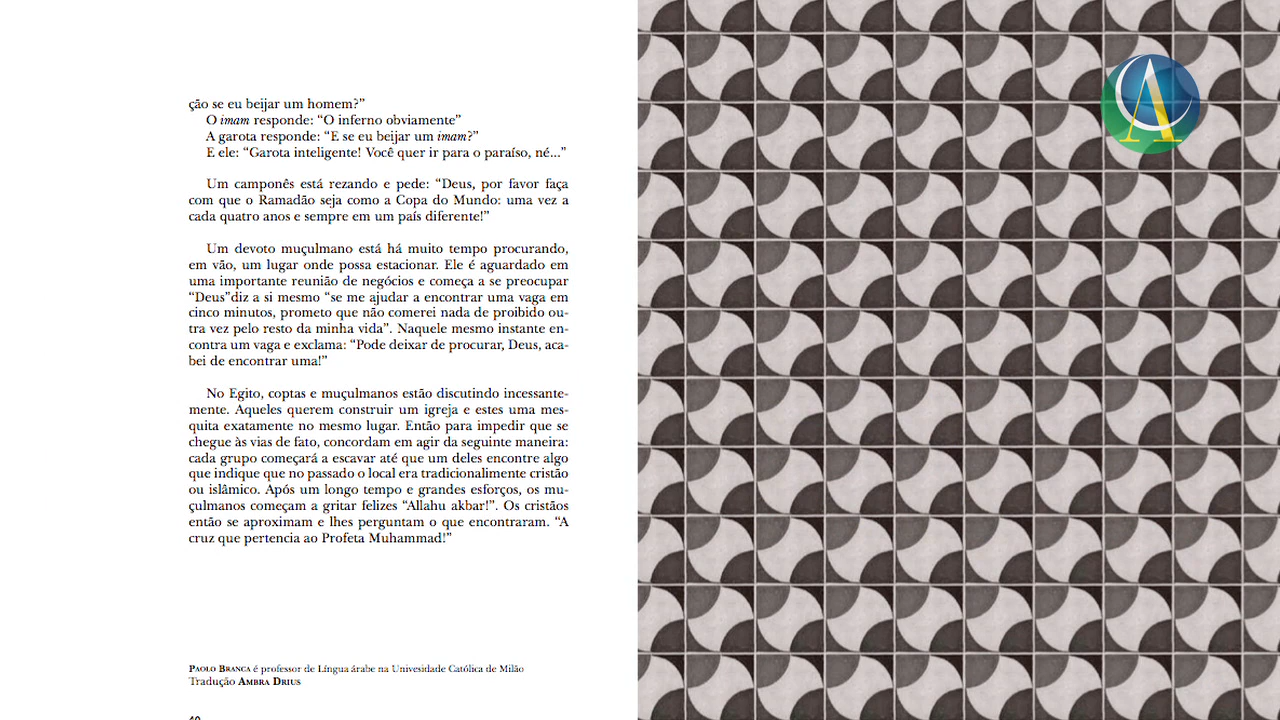 ção se eu beijar um homem?”
O imam responde: “O inferno obviamente”
A garota responde: “E se eu beijar um imam?”
E ele: “Garota inteligente! Você quer ir para o paraíso, né...”
Um camponês está rezando e pede: “Deus, por favor faça
com que o Ramadão seja como a Copa do Mundo: uma vez a
cada quatro anos e sempre em um país diferente!”
Um devoto muçulmano está há muito tempo procurando,
em vão, um lugar onde possa estacionar. Ele é aguardado em
uma importante reunião de negócios e começa a se preocupar
“Deus”diz a si mesmo “se me ajudar a encontrar uma vaga em
cinco minutos, prometo que não comerei nada de proibido ou-
tra vez pelo resto da minha vida”. Naquele mesmo instante en-
contra um vaga e exclama: “Pode deixar de procurar, Deus, aca-
bei de encontrar uma!”
No Egito, coptas e muçulmanos estão discutindo incessante-
mente. Aqueles querem construir um igreja e estes uma mes-
quita exatamente no mesmo lugar. Então para impedir que se
chegue às vias de fato, concordam em agir da seguinte maneira:
cada grupo começará a escavar até que um deles encontre algo
que indique que no passado o local era tradicionalmente cristão
ou islâmico. Após um longo tempo e grandes esforços, os mu-
çulmanos começam a gritar felizes “Allahu akbar!”. Os cristãos
então se aproximam e lhes perguntam o que encontraram. “A
cruz que pertencia ao Profeta Muhammad!”
Paolo Branca é professor de Língua árabe na Univesidade Católica de Milão
Tradução Ambra Drius